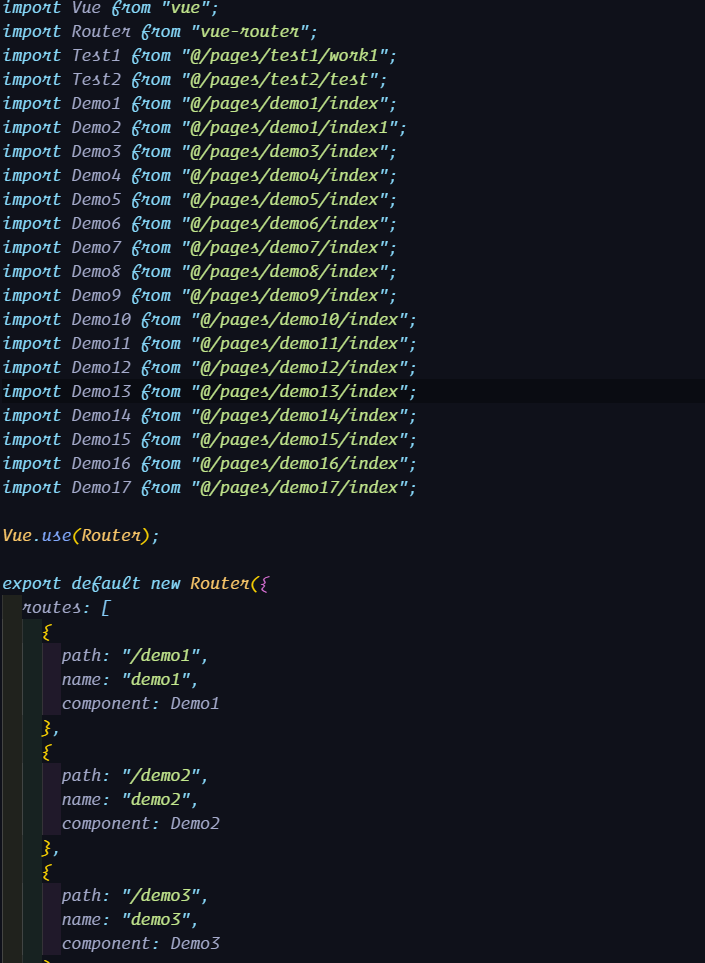 import Vue from "vue";
import Router from "vue-router";
import Test1 from "@/pages/test1/work1";
import Test2 from "@/pages/test2/test";
import Demo1 from "@/pages/demo1/index";
import Demo2 from "@/pages/demo1/index1";
import Demo3 from "@/pages/demo3/index";
import Demo4 from "@/pages/demo4/index";
import Demo5 from "@/pages/demo5/index";
import Demo6 from "@/pages/demo6/index";
import Demo7 from "@/pages/demo7/index";
import Demo8 from "@/pages/demo8/index";
import Demo9 from "@/pages/demo9/index";
import Demo10 from "@/pages/demo10/index";
import Demo11 from "@/pages/demo11/index";
import Demo12 from "@/pages/demo12/index";
import Demo13 from "@/pages/demo13/index";
import Demo14 from "@/pages/demo14/index";
import Demo15 from "@/pages/demo15/index";
import Demo16 from "@/pages/demo16/index";
import Demo17 from "@/pages/demo17/index";

Vue.use(Router);

export default new Router({
  routes: [
    {
      path: "/demo1",
      name: "demo1",
      component: Demo1
    },
    {
      path: "/demo2",
      name: "demo2",
      component: Demo2
    },
    {
      path: "/demo3",
      name: "demo3",
      component: Demo3